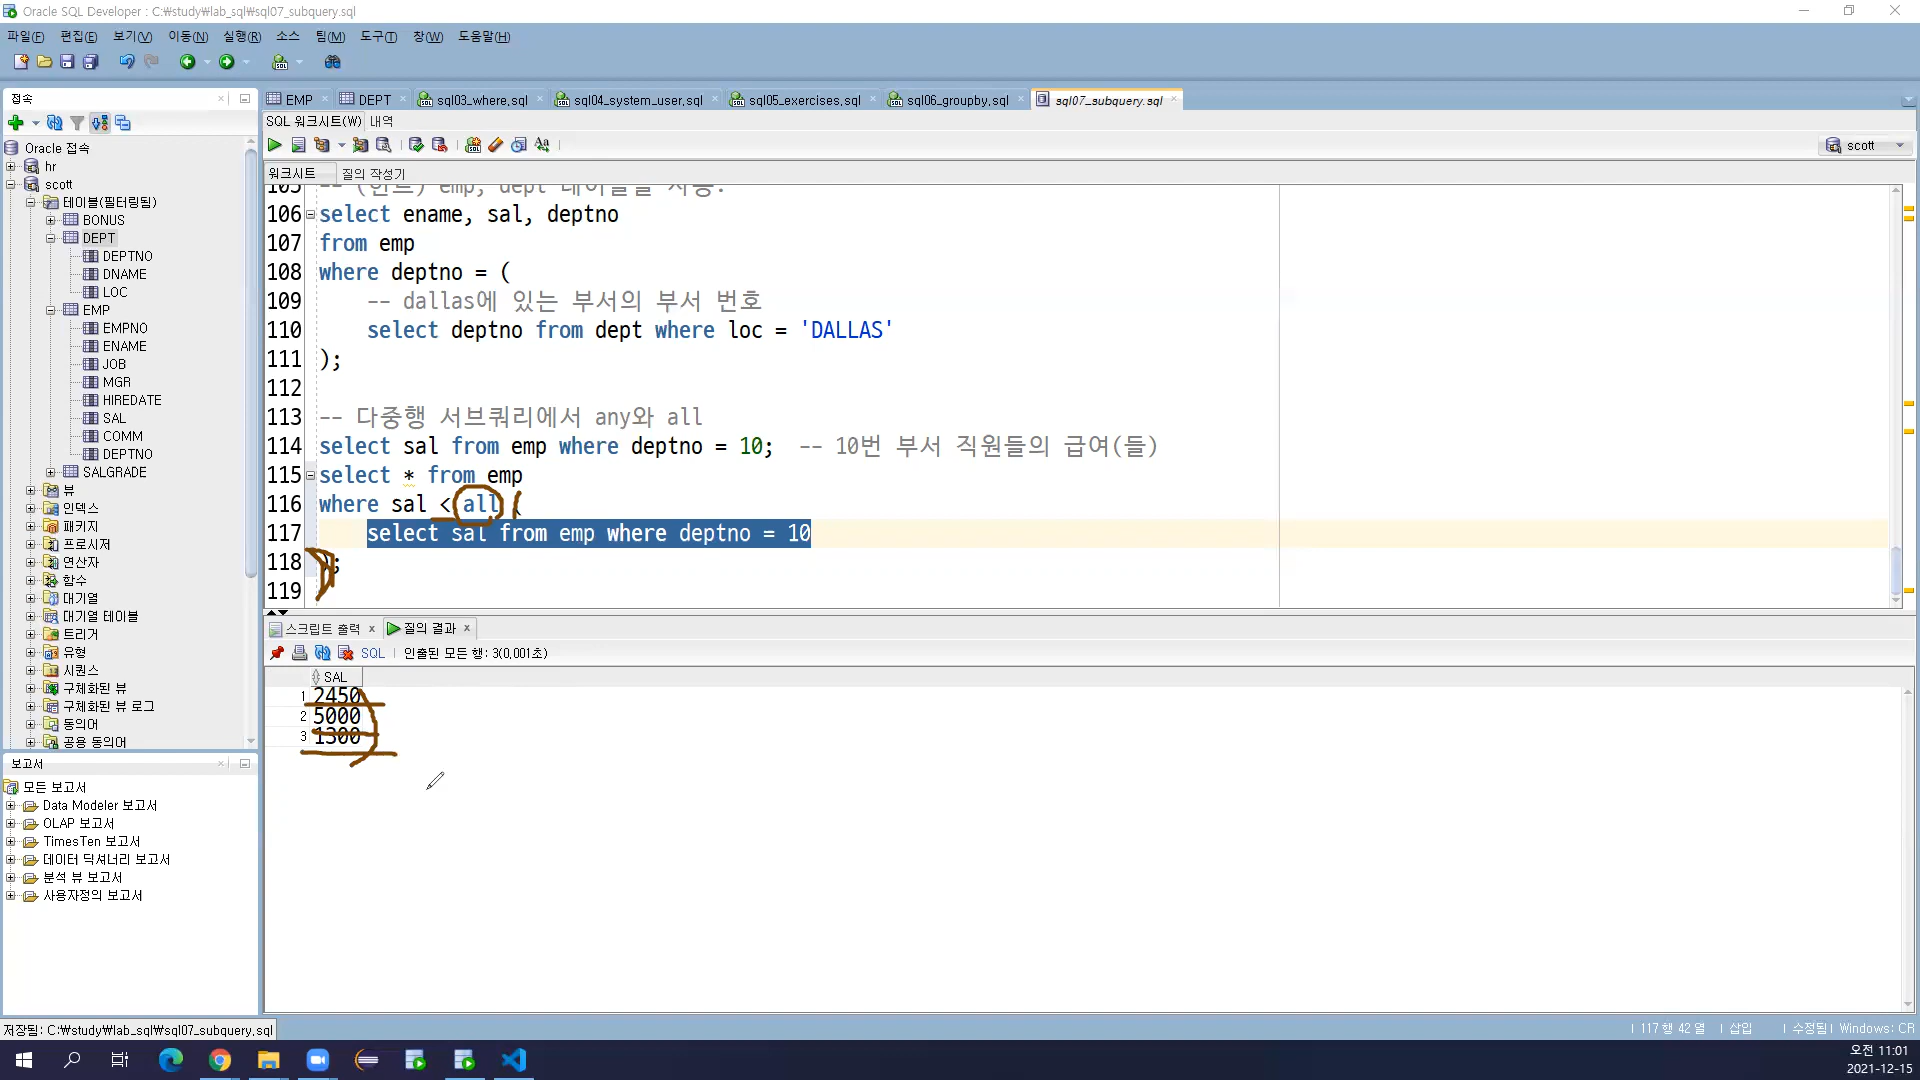 Oracle SQL Developer : C:₩study₩lab_sql₩sql07_subquery.sql
파일(F) 편집(E) 보기(V) 이동(N) 실행(R) 소스 팀(M) 도구(T) 창(W) 도움말(H)
접속
EMP DEPT sql03_where.sql sql04_system_user.sql sql05_exercises.sql sql06_groupby.sql sql07_subquery.sql
SQL 워크시트(W) 내역
scott
워크시트 질의 작성기
Oracle 접속
hr
scott
테이블(필터링됨)
BONUS
DEPT
DEPTNO
DNAME
LOC
EMP
EMPNO
ENAME
JOB
MGR
HIREDATE
SAL
COMM
DEPTNO
SALGRADE
뷰
인덱스
패키지
프로시저
연산자
함수
대기열
대기열 테이블
트리거
유형
시퀀스
구체화된 뷰
구체화된 뷰 로그
동의어
공용 동의어
보고서
모든 보고서
Data Modeler 보고서
OLAP 보고서
TimesTen 보고서
데이터 딕셔너리 보고서
분석 뷰 보고서
사용자정의 보고서
105 -- (힌트) emp, dept 테이블을 사용.
106 select ename, sal, deptno
107 from emp
108 where deptno = (
109 -- dallas에 있는 부서의 부서 번호
110 select deptno from dept where loc = 'DALLAS'
111 );
112
113 -- 다중행 서브쿼리에서 any와 all
114 select sal from emp where deptno = 10; -- 10번 부서 직원들의 급여(들)
115 select * from emp
116 where sal < all (
117 select sal from emp where deptno = 10
118 );
119
스크립트 출력 질의 결과
SQL 인출된 모든 행: 3(0,001초)
SAL
1 2450
2 5000
3 1300
저장됨: C:₩study₩lab_sql₩sql07_subquery.sql
117 행 42 열 삽입 수정됨 Windows: CR
오전 11:01
2021-12-15